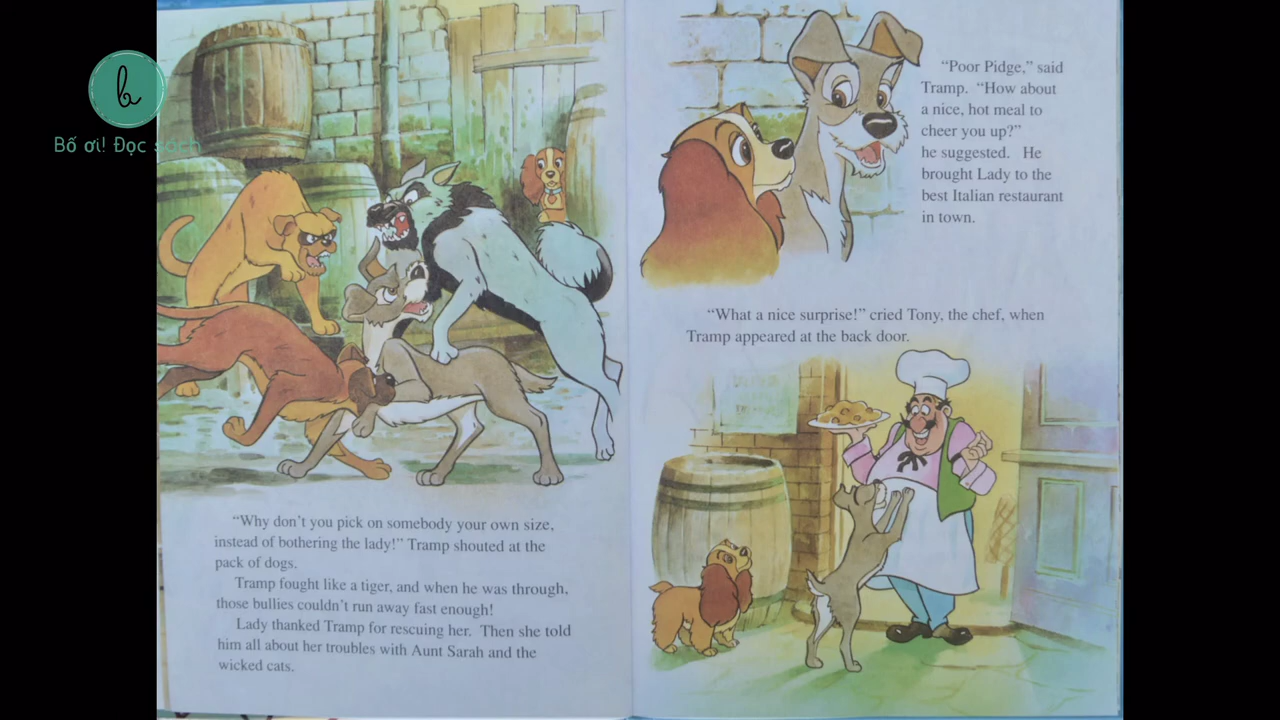 b
Bố ơi! Đọc sách
“Why don’t you pick on somebody your own size,
instead of bothering the lady!” Tramp shouted at the
pack of dogs.
Tramp fought like a tiger, and when he was through,
those bullies couldn’t run away fast enough!
Lady thanked Tramp for rescuing her. Then she told
him all about her troubles with Aunt Sarah and the
wicked cats.
“Poor Pidge,” said
Tramp. “How about
a nice, hot meal to
cheer you up?”
he suggested. He
brought Lady to the
best Italian restaurant
in town.
“What a nice surprise!” cried Tony, the chef, when
Tramp appeared at the back door.